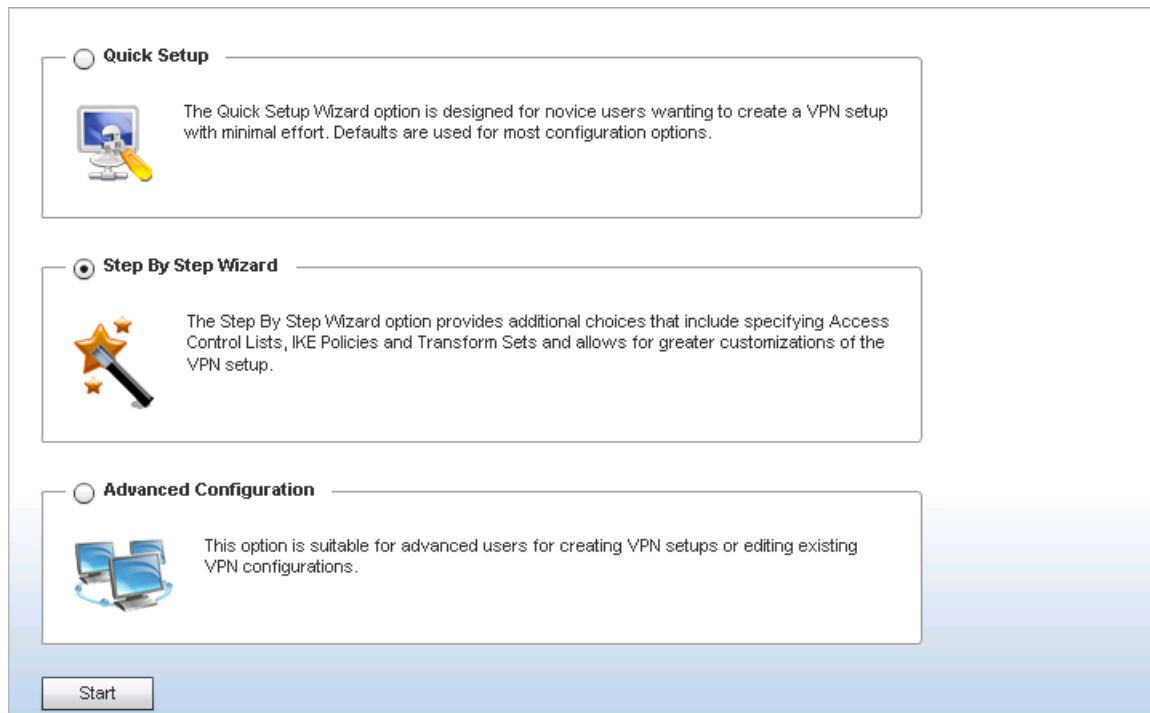 Quick Setup
The Quick Setup Wizard option is designed for novice users wanting to create a VPN setup
with minimal effort. Defaults are used for most configuration options.
Step By Step Wizard
The Step By Step Wizard option provides additional choices that include specifying Access
Control Lists, IKE Policies and Transform Sets and allows for greater customizations of the
VPN setup.
Advanced Configuration
This option is suitable for advanced users for creating VPN setups or editing existing
VPN configurations.
Start